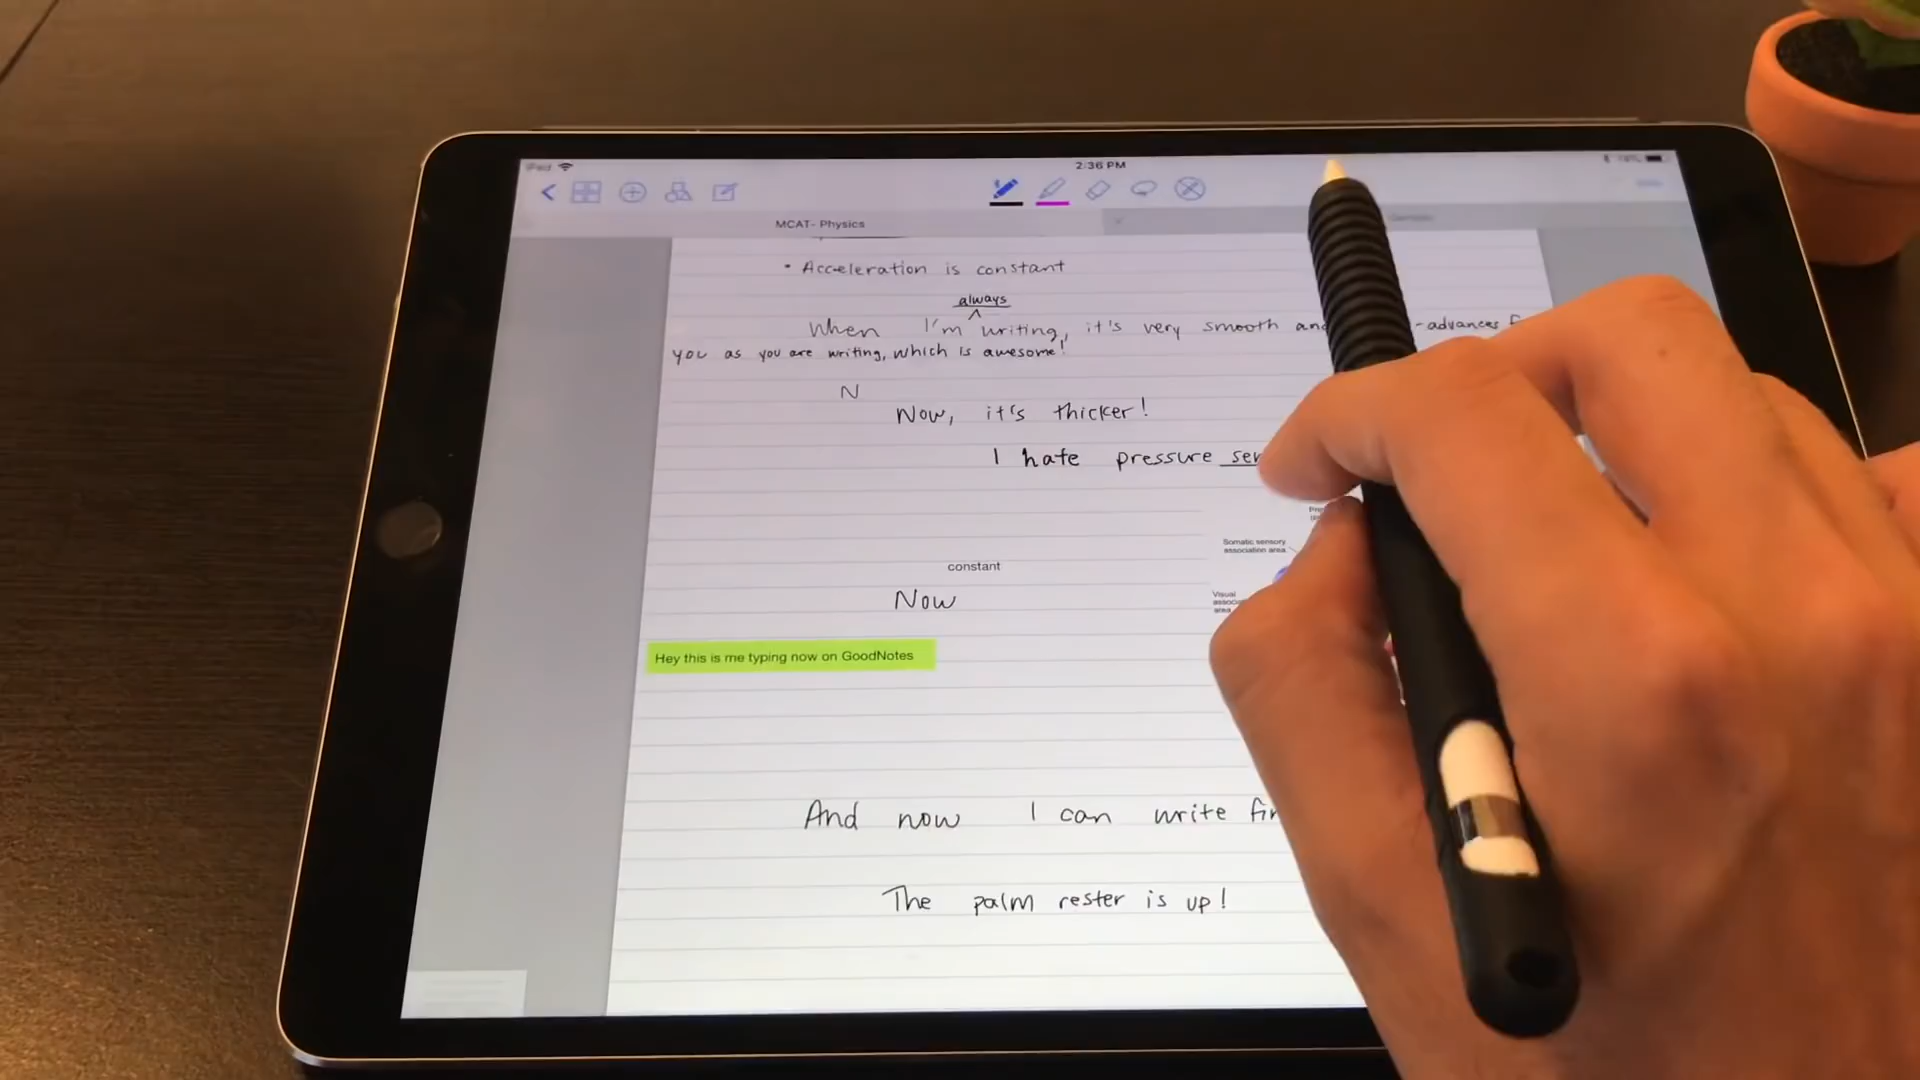 iPad
2:36 PM
MCAT- Physics
• Acceleration is constant
always
When I'm writing, it's very smooth and -advances
you as you are writing, which is awesome!
N
Now, it's thicker!
I hate pressure
Somatic sensory
association area
constant
Visual
area
Now
Hey this is me typing now on GoodNotes
And now I can write
The palm rester is up!